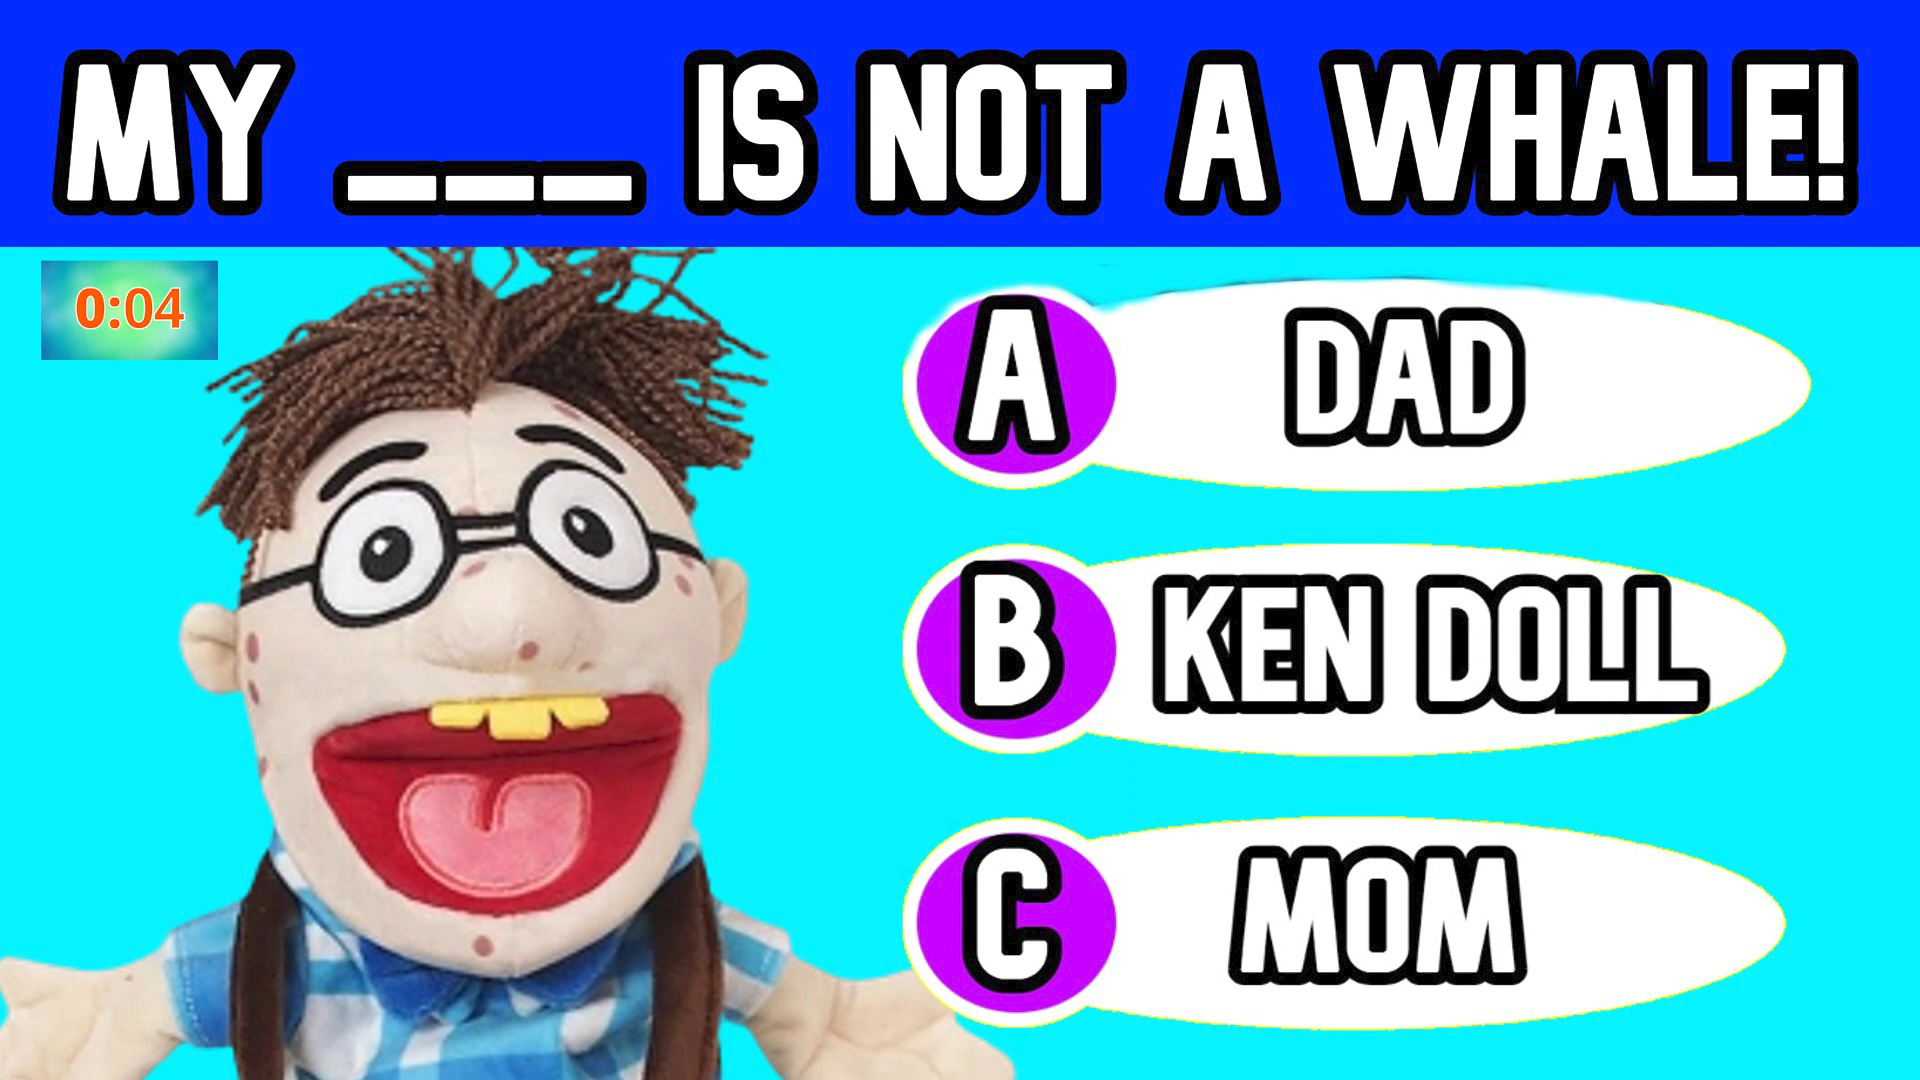 MY ___ IS NOT A WHALE!
0:04
A DAD
B KEN DOLL
C MOM